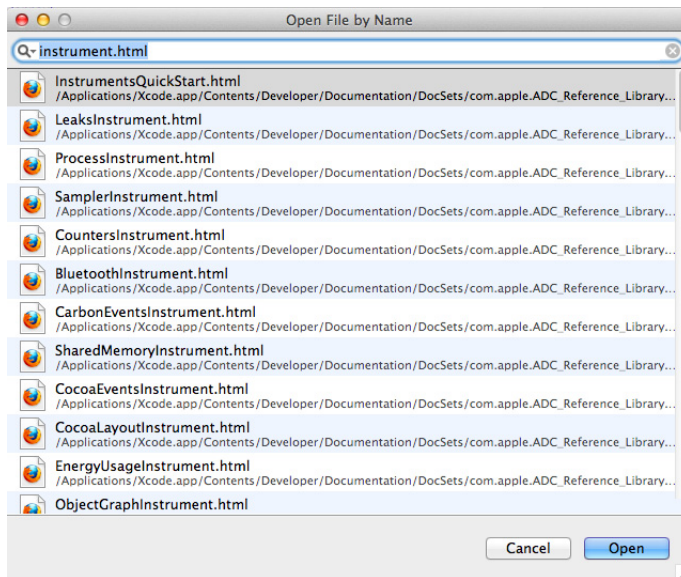 Open File by Name
instrument.html
InstrumentsQuickStart.html
/Applications/Xcode.app/Contents/Developer/Documentation/DocSets/com.apple.ADC_Reference_Library...
LeaksInstrument.html
/Applications/Xcode.app/Contents/Developer/Documentation/DocSets/com.apple.ADC_Reference_Library...
ProcessInstrument.html
/Applications/Xcode.app/Contents/Developer/Documentation/DocSets/com.apple.ADC_Reference_Library...
SamplerInstrument.html
/Applications/Xcode.app/Contents/Developer/Documentation/DocSets/com.apple.ADC_Reference_Library...
CountersInstrument.html
/Applications/Xcode.app/Contents/Developer/Documentation/DocSets/com.apple.ADC_Reference_Library...
BluetoothInstrument.html
/Applications/Xcode.app/Contents/Developer/Documentation/DocSets/com.apple.ADC_Reference_Library...
CarbonEventsInstrument.html
/Applications/Xcode.app/Contents/Developer/Documentation/DocSets/com.apple.ADC_Reference_Library...
SharedMemoryInstrument.html
/Applications/Xcode.app/Contents/Developer/Documentation/DocSets/com.apple.ADC_Reference_Library...
CocoaEventsInstrument.html
/Applications/Xcode.app/Contents/Developer/Documentation/DocSets/com.apple.ADC_Reference_Library...
CocoaLayoutInstrument.html
/Applications/Xcode.app/Contents/Developer/Documentation/DocSets/com.apple.ADC_Reference_Library...
EnergyUsageInstrument.html
/Applications/Xcode.app/Contents/Developer/Documentation/DocSets/com.apple.ADC_Reference_Library...
ObjectGraphInstrument.html
Cancel Open